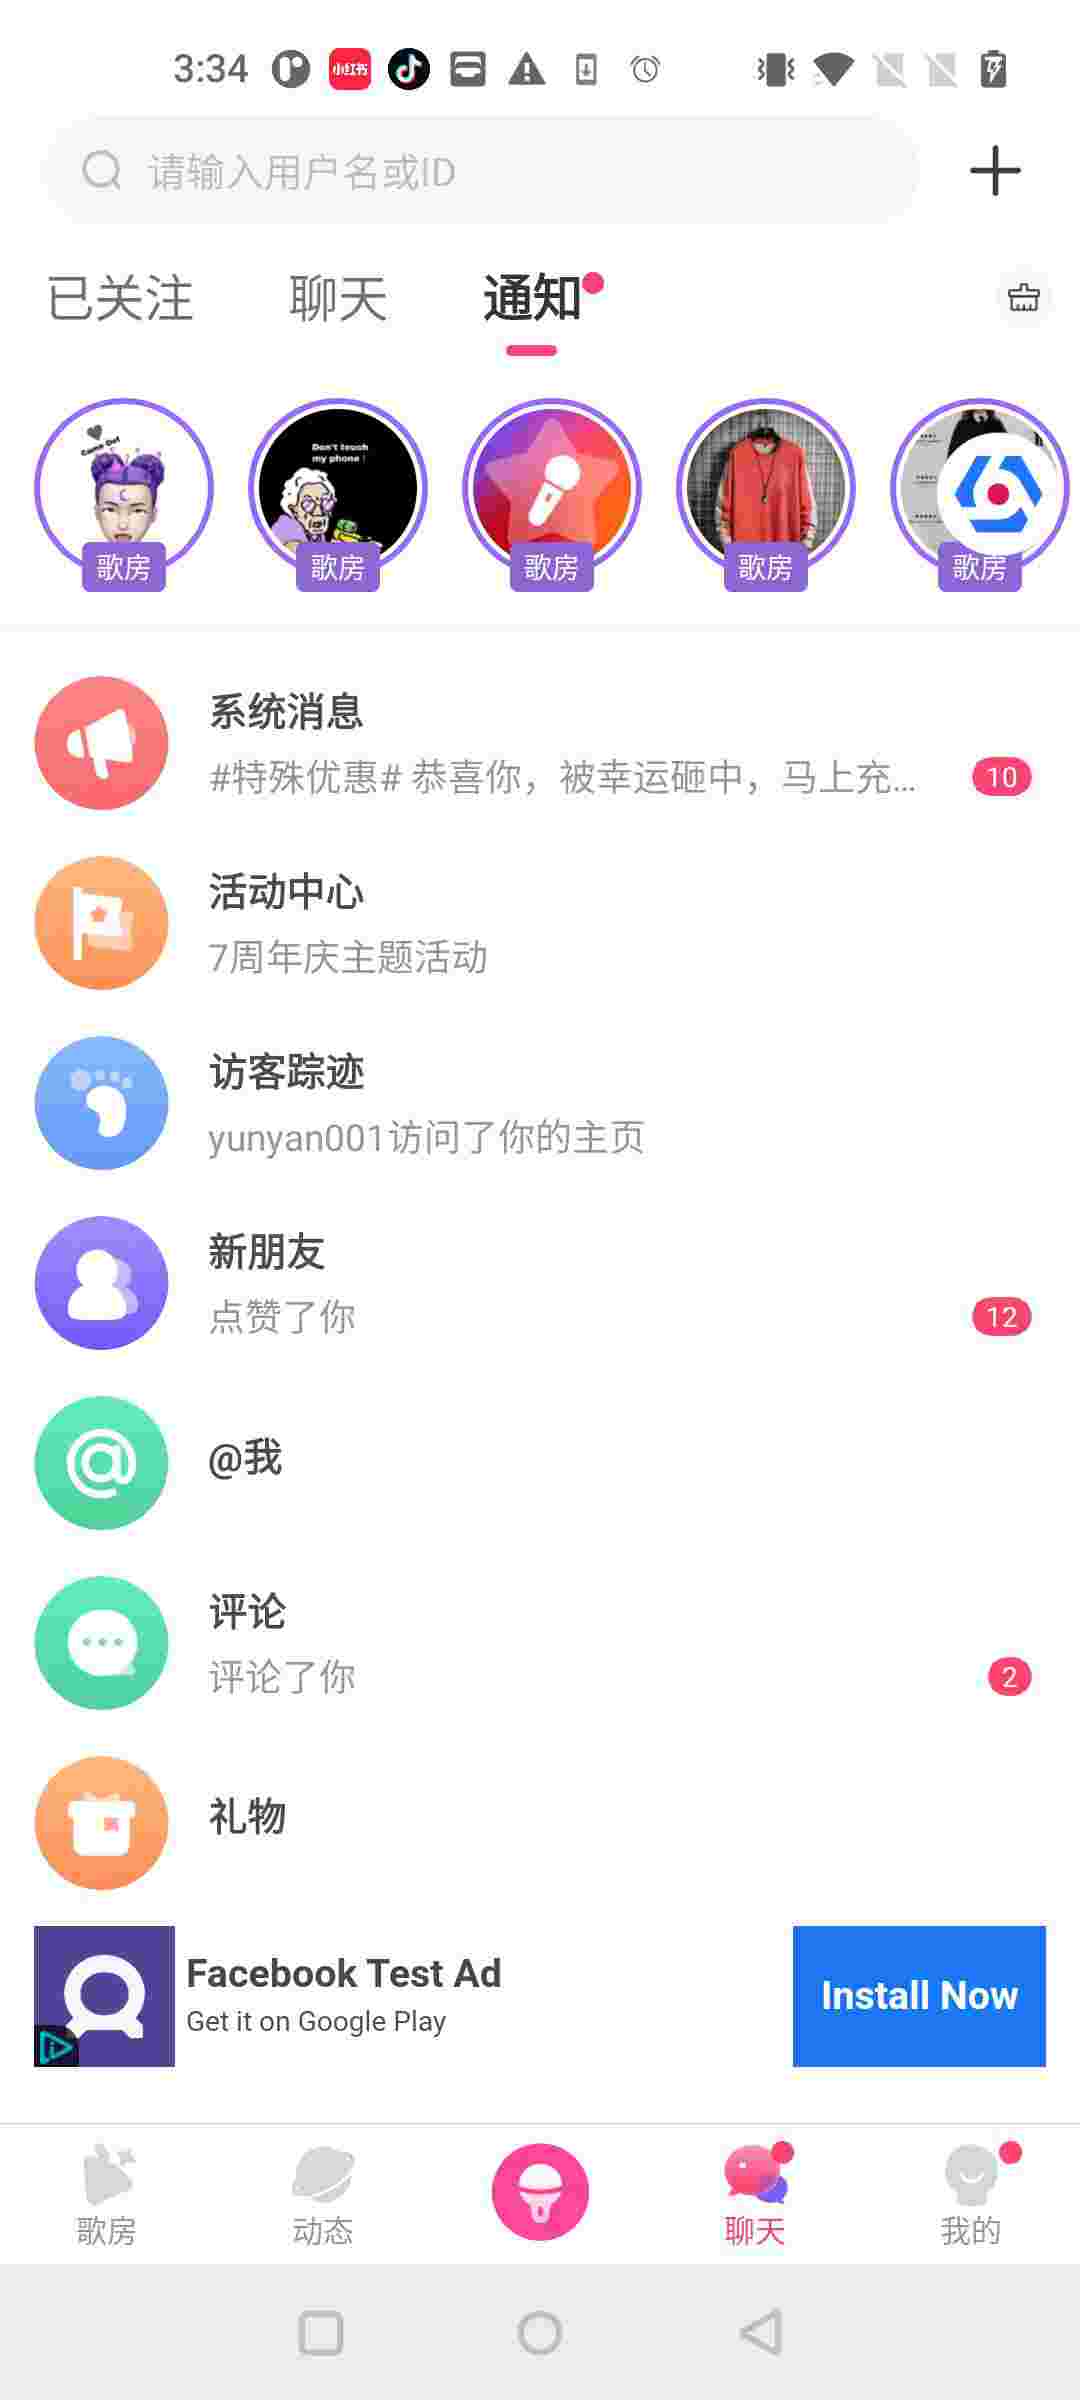 3:34
小红书
请输入用户名或ID
已关注
聊天
通知
Come On!
Don't touch
my phone !
歌房
歌房
歌房
歌房
歌房
系统消息
#特殊优惠# 恭喜你，被幸运砸中，马上充...
10
活动中心
7周年庆主题活动
访客踪迹
yunyan001访问了你的主页
新朋友
点赞了你
12
@我
评论
评论了你
2
礼物
Facebook Test Ad
Get it on Google Play
Install Now
歌房
动态
聊天
我的